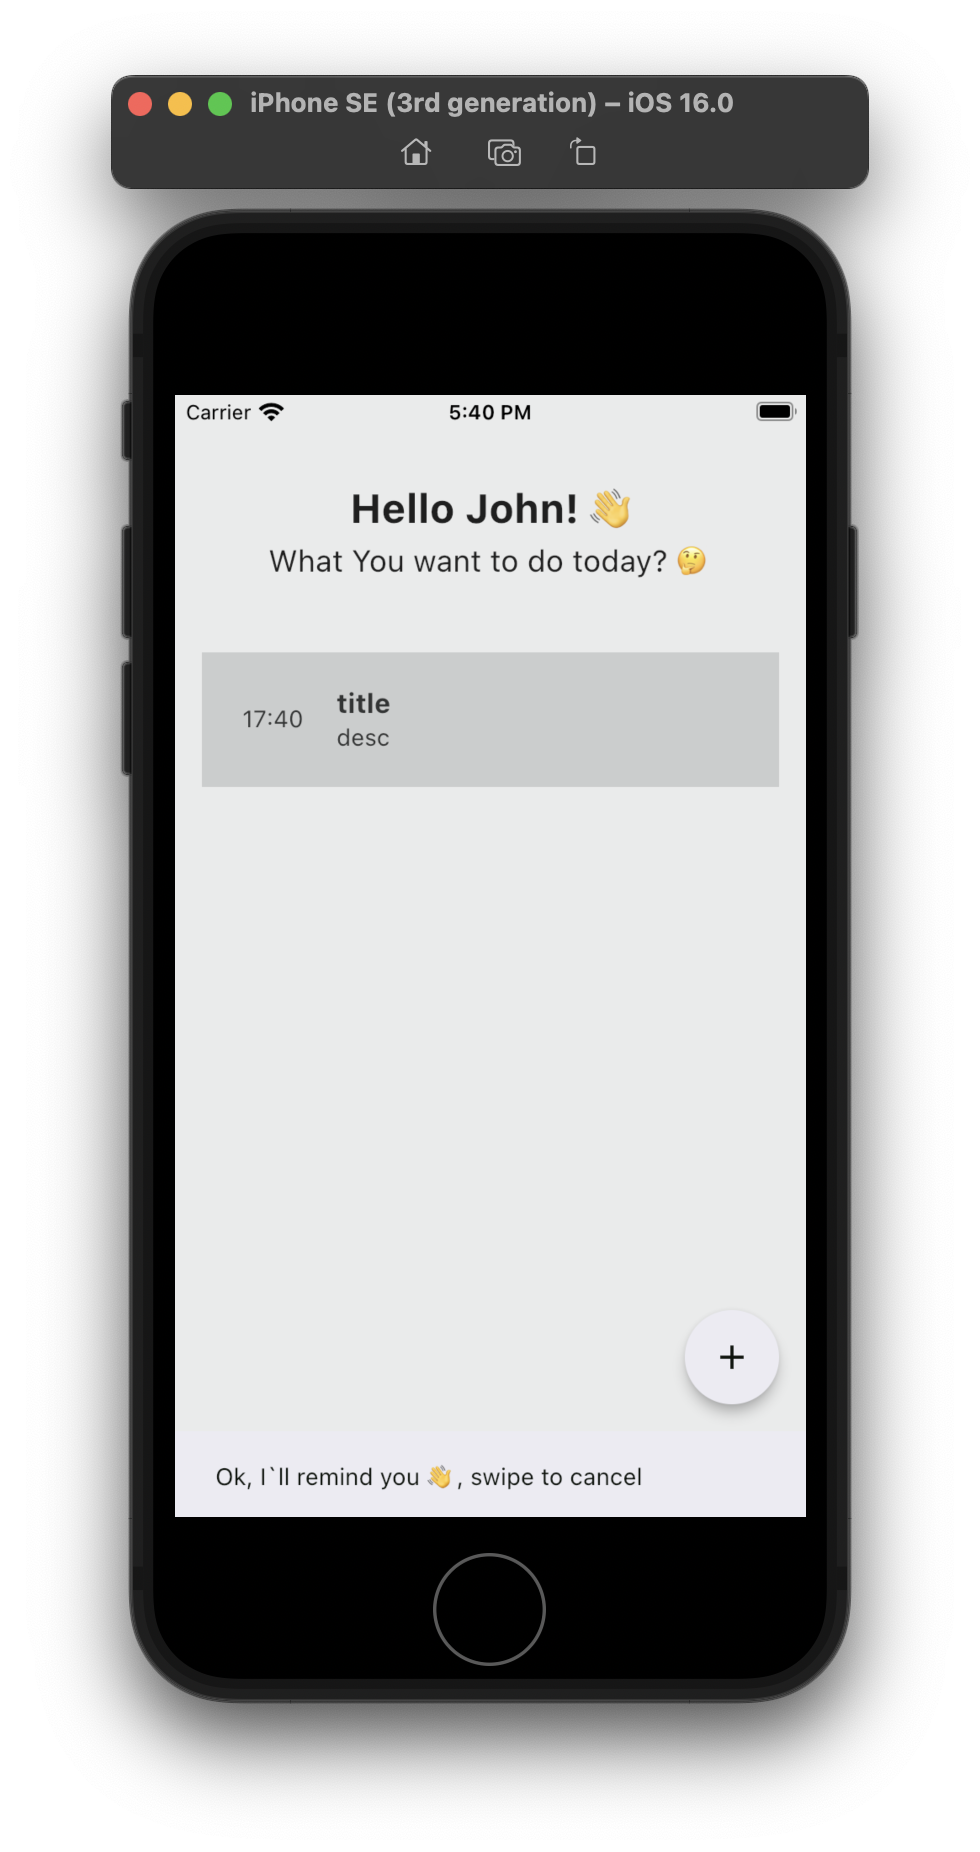 iPhone SE (3rd generation) – iOS 16.0
Carrier 5:40 PM
Hello John! 👋
What You want to do today? 🤔
17:40
title
desc
+
Ok, I`ll remind you 👋, swipe to cancel